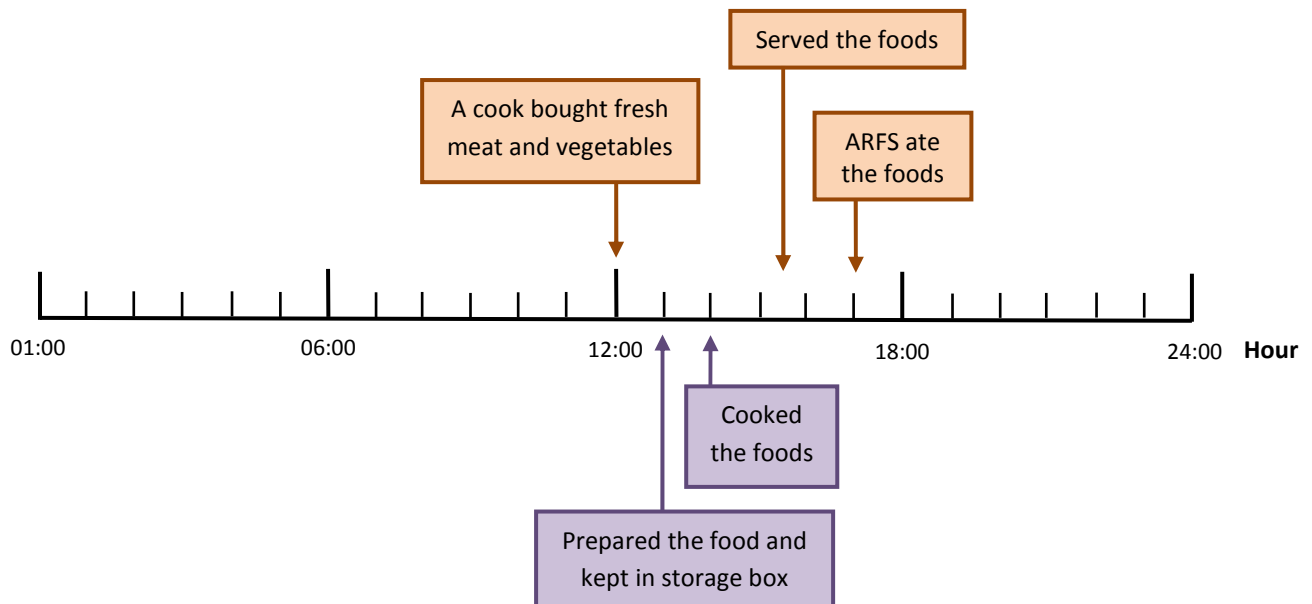 Served the foods
A cook bought fresh
meat and vegetables
ARFS ate
the foods
01:00
06:00
12:00
18:00
24:00
Hour
Cooked
the foods
Prepared the food and
kept in storage box